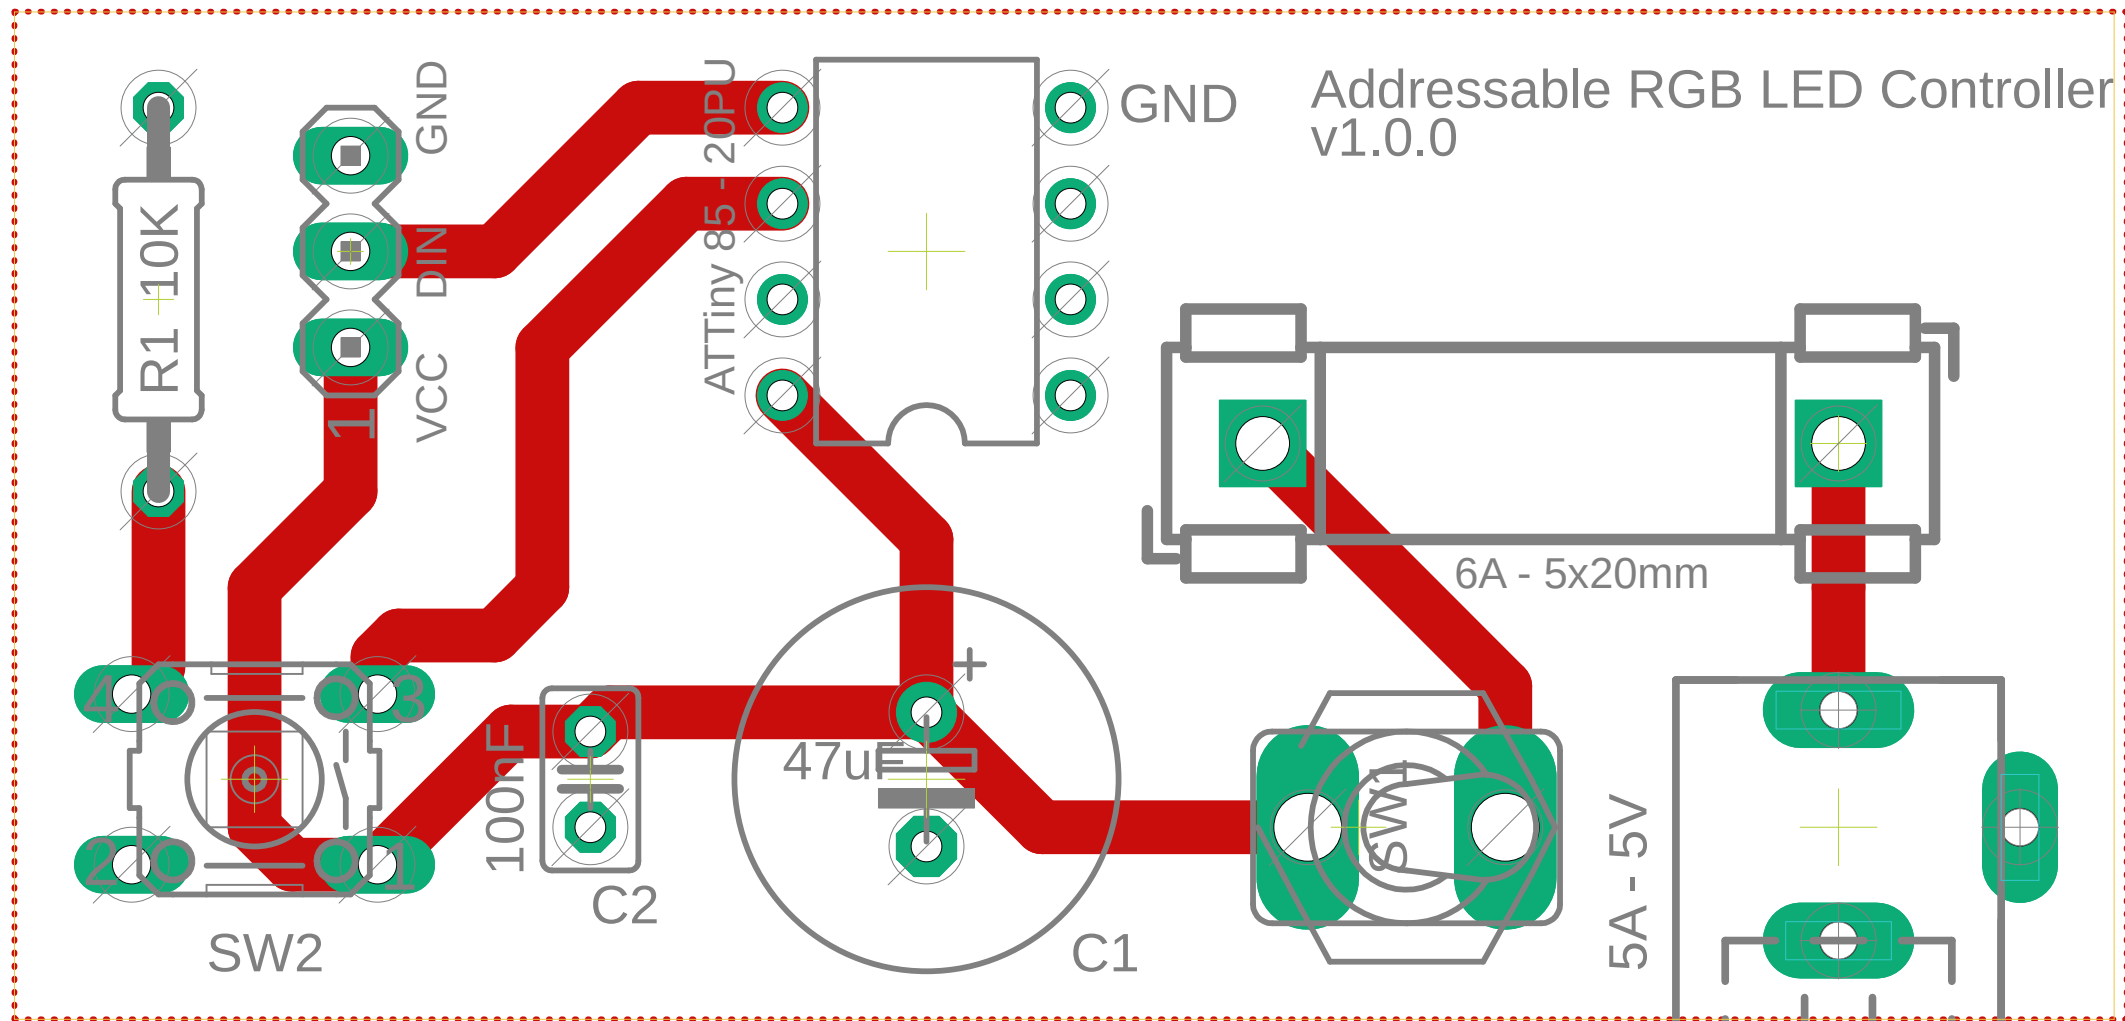 Addressable RGB LED Controller
v1.0.0
GND
GND
DIN
VCC
1
ATTiny 85 - 20PU
R1 10K
6A - 5x20mm
4
3
2
1
SW2
100nF
C2
+
47uF
C1
SW1
5A - 5V